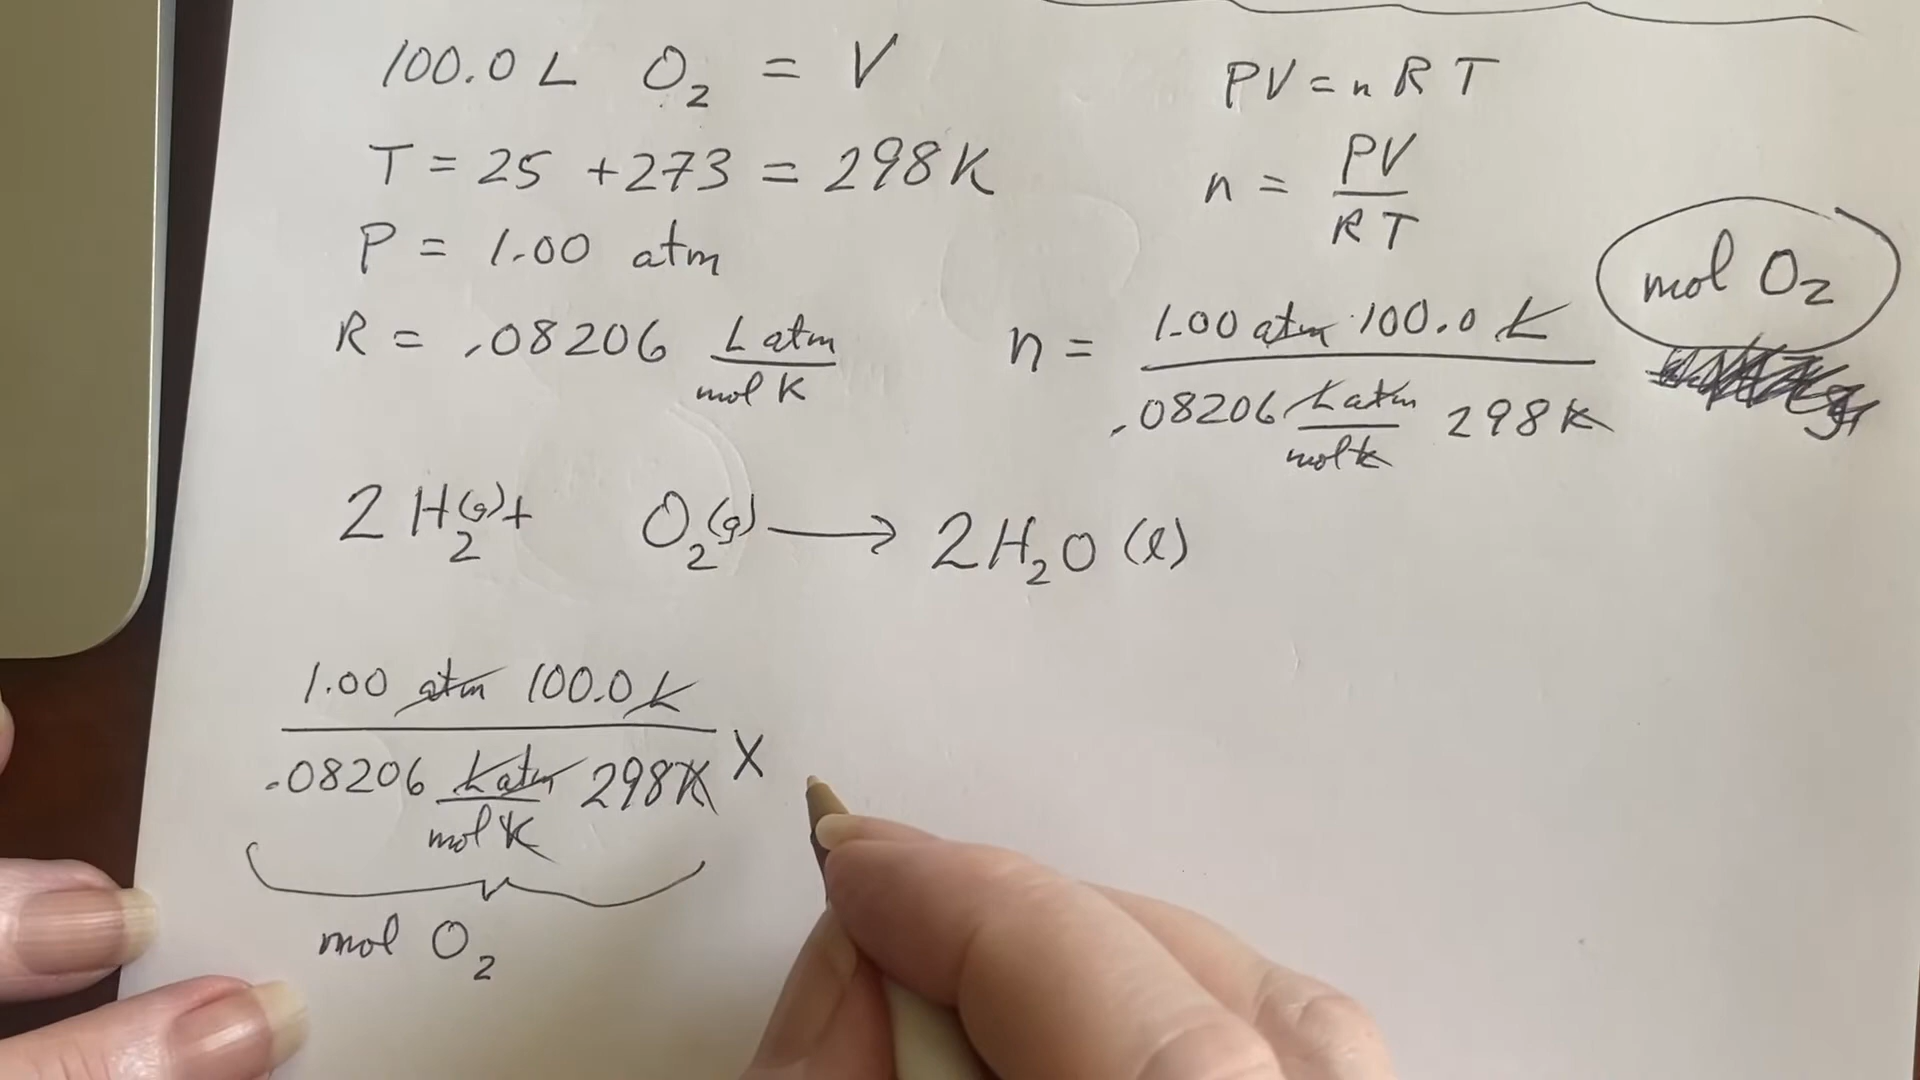 100.0 L O₂ = V
T = 25 + 273 = 298 K
P = 1.00 atm
R = .08206 L atm / mol K
PV = n R T
n = PV / RT
n = 1.00 atm · 100.0 L / .08206 L atm / mol K 298 K
mol O₂
2 H₂(g) + O₂(g) ⟶ 2 H₂O (l)
1.00 atm 100.0 L / .08206 L atm / mol K 298 K X
mol O₂